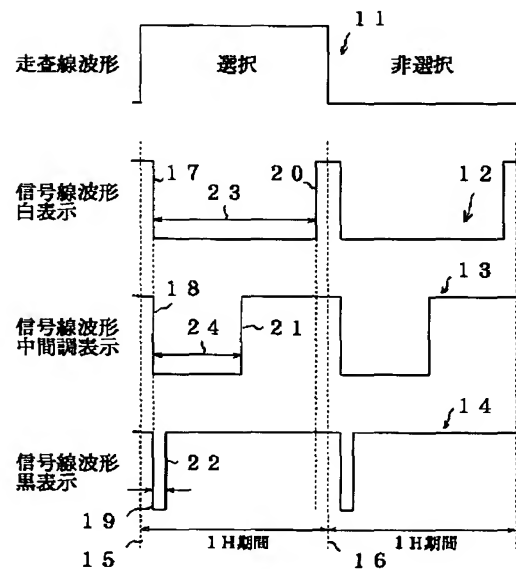 １１
走査線波形
選択
非選択
信号線波形
白表示
１７
２０
２３
１２
信号線波形
中間調表示
１８
２４
２１
１３
信号線波形
黒表示
２２
１４
１９
１５
１Ｈ期間
１６
１Ｈ期間